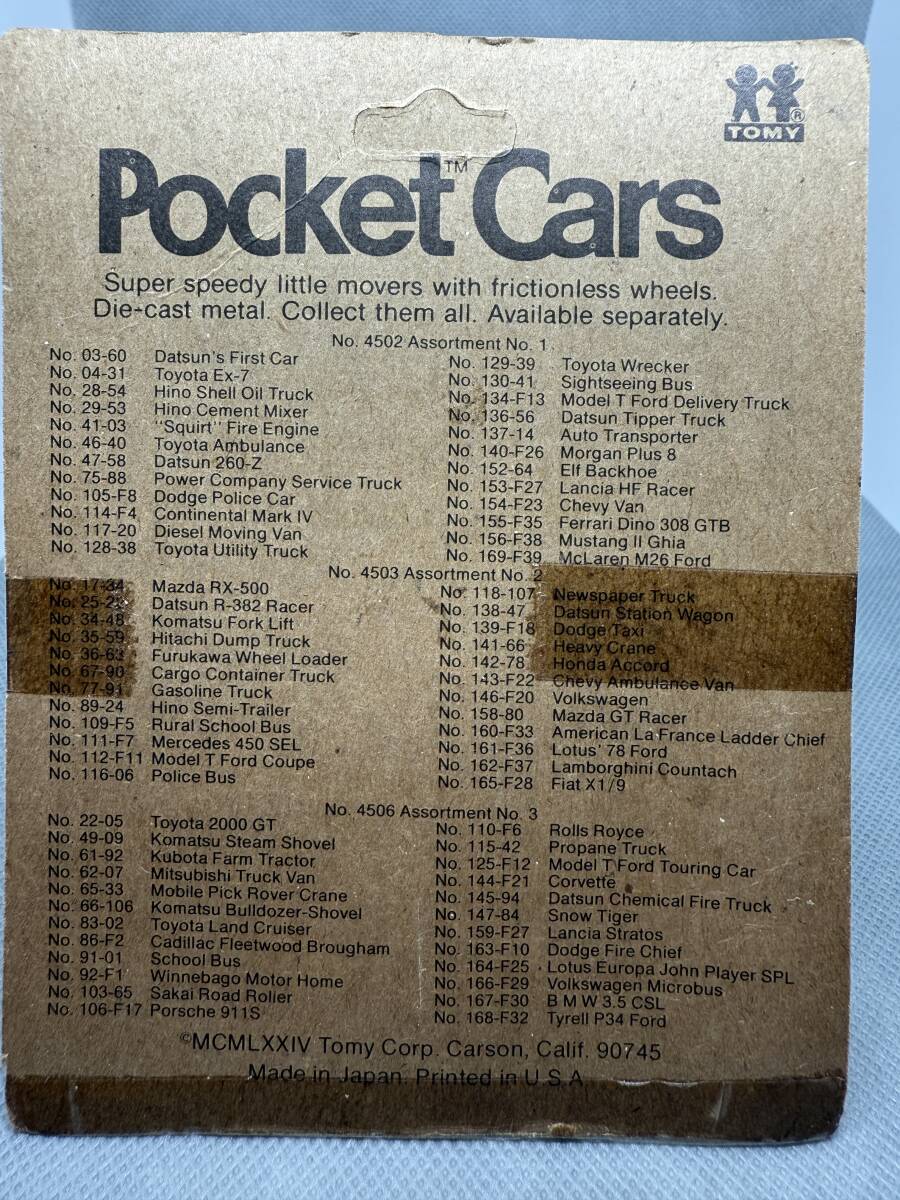 TOMY®
Pocket Cars™
Super speedy little movers with frictionless wheels.
Die-cast metal. Collect them all. Available separately.
No. 4502 Assortment No. 1
No. 03-60 Datsun's First Car
No. 04-31 Toyota Ex-7
No. 28-54 Hino Shell Oil Truck
No. 29-53 Hino Cement Mixer
No. 41-03 "Squirt" Fire Engine
No. 46-40 Toyota Ambulance
No. 47-58 Datsun 260-Z
No. 75-88 Power Company Service Truck
No. 105-F8 Dodge Police Car
No. 114-F4 Continental Mark IV
No. 117-20 Diesel Moving Van
No. 128-38 Toyota Utility Truck
No. 129-39 Toyota Wrecker
No. 130-41 Sightseeing Bus
No. 134-F13 Model T Ford Delivery Truck
No. 136-56 Datsun Tipper Truck
No. 137-14 Auto Transporter
No. 140-F26 Morgan Plus 8
No. 152-64 Elf Backhoe
No. 153-F27 Lancia HF Racer
No. 154-F23 Chevy Van
No. 155-F35 Ferrari Dino 308 GTB
No. 156-F38 Mustang II Ghia
No. 169-F39 McLaren M26 Ford
No. 4503 Assortment No. 2
No. 17-34 Mazda RX-500
No. Datsun R-382 Racer
No. 34-48 Komatsu Fork Lift
No. 35-59 Hitachi Dump Truck
No. 36-63 Furukawa Wheel Loader
No. 67-90 Cargo Container Truck
No. 77-91 Gasoline Truck
No. 89-24 Hino Semi-Trailer
No. 109-F5 Rural School Bus
No. 111-F7 Mercedes 450 SEL
No. 112-F11 Model T Ford Coupe
No. 116-06 Police Bus
No. 118-107 Newspaper Truck
No. 138-47 Datsun Station Wagon
No. 139-F18 Dodge Taxi
No. 141-66 Heavy Crane
No. 142-78 Honda Accord
No. 143-F22 Chevy Ambulance Van
No. 146-F20 Volkswagen
No. 158-80 Mazda GT Racer
No. 160-F33 American La France Ladder Chief
No. 161-F36 Lotus '78 Ford
No. 162-F37 Lamborghini Countach
No. 165-F28 Fiat X1/9
No. 4506 Assortment No. 3
No. 22-05 Toyota 2000 GT
No. 49-09 Komatsu Steam Shovel
No. 61-92 Kubota Farm Tractor
No. 62-07 Mitsubishi Truck Van
No. 65-33 Mobile Pick Rover Crane
No. 66-106 Komatsu Bulldozer-Shovel
No. 83-02 Toyota Land Cruiser
No. 86-F2 Cadillac Fleetwood Brougham
No. 91-01 School Bus
No. 92-F1 Winnebago Motor Home
No. 103-65 Sakai Road Roller
No. 106-F17 Porsche 911S
No. 110-F6 Rolls Royce
No. 115-42 Propane Truck
No. 125-F12 Model T Ford Touring Car
No. 144-F21 Corvette
No. 145-94 Datsun Chemical Fire Truck
No. 147-84 Snow Tiger
No. 159-F27 Lancia Stratos
No. 163-F10 Dodge Fire Chief
No. 164-F25 Lotus Europa John Player SPL
No. 166-F29 Volkswagen Microbus
No. 167-F30 B M W 3.5 CSL
No. 168-F32 Tyrell P34 Ford
©MCMLXXIV Tomy Corp. Carson, Calif. 90745
Made in Japan. Printed in U.S.A.